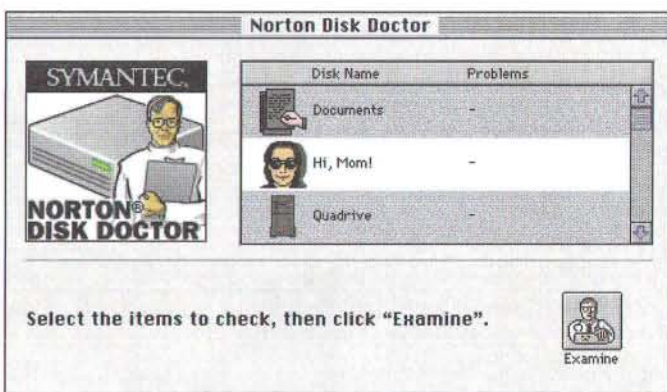 Norton Disk Doctor
SYMANTEC.
NORTON®
DISK DOCTOR
Disk Name Problems
Documents -
Hi, Mom! -
Quadrive -
Select the items to check, then click “Examine”.
Examine